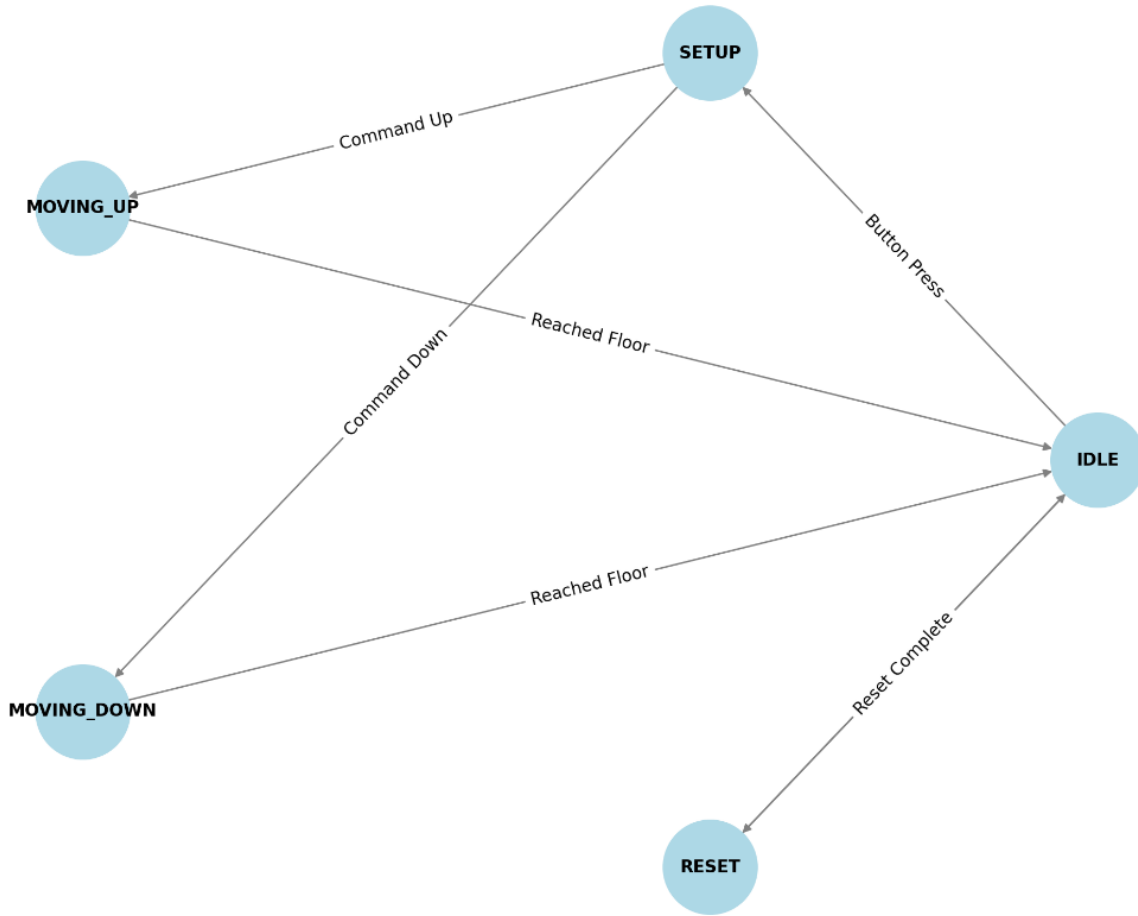 SETUP
Command Up
MOVING_UP
Button Press
Reached Floor
Command Down
IDLE
Reached Floor
Reset Complete
MOVING_DOWN
RESET